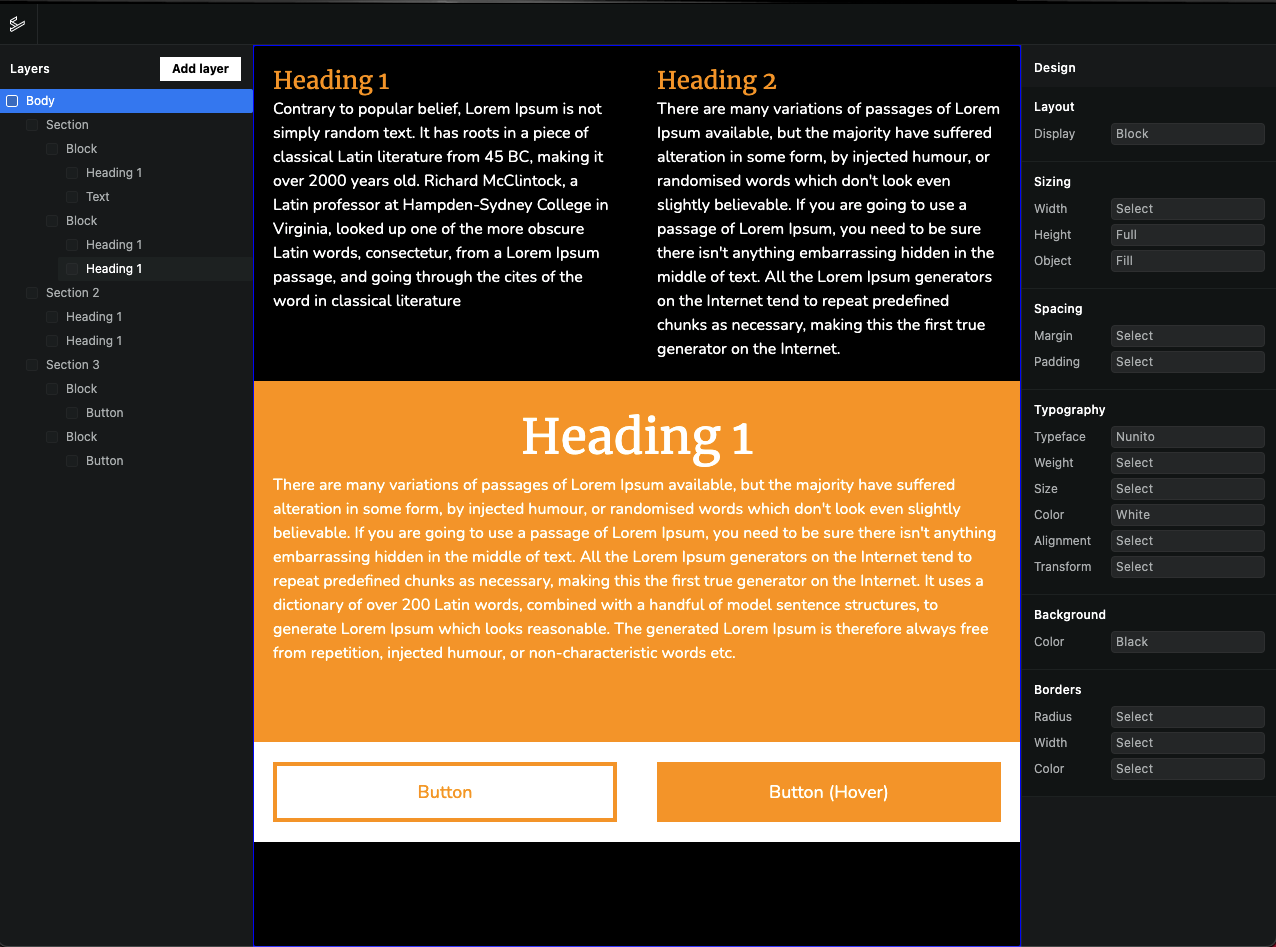 Layers
Add layer
Body
Section
Block
Heading 1
Text
Block
Heading 1
Heading 1
Section 2
Heading 1
Heading 1
Section 3
Block
Button
Block
Button
Heading 1
Contrary to popular belief, Lorem Ipsum is not
simply random text. It has roots in a piece of
classical Latin literature from 45 BC, making it
over 2000 years old. Richard McClintock, a
Latin professor at Hampden-Sydney College in
Virginia, looked up one of the more obscure
Latin words, consectetur, from a Lorem Ipsum
passage, and going through the cites of the
word in classical literature
Heading 2
There are many variations of passages of Lorem
Ipsum available, but the majority have suffered
alteration in some form, by injected humour, or
randomised words which don't look even
slightly believable. If you are going to use a
passage of Lorem Ipsum, you need to be sure
there isn't anything embarrassing hidden in the
middle of text. All the Lorem Ipsum generators
on the Internet tend to repeat predefined
chunks as necessary, making this the first true
generator on the Internet.
Heading 1
There are many variations of passages of Lorem Ipsum available, but the majority have suffered
alteration in some form, by injected humour, or randomised words which don't look even slightly
believable. If you are going to use a passage of Lorem Ipsum, you need to be sure there isn't anything
embarrassing hidden in the middle of text. All the Lorem Ipsum generators on the Internet tend to
repeat predefined chunks as necessary, making this the first true generator on the Internet. It uses a
dictionary of over 200 Latin words, combined with a handful of model sentence structures, to
generate Lorem Ipsum which looks reasonable. The generated Lorem Ipsum is therefore always free
from repetition, injected humour, or non-characteristic words etc.
Button
Button (Hover)
Design
Layout
Display Block
Sizing
Width Select
Height Full
Object Fill
Spacing
Margin Select
Padding Select
Typography
Typeface Nunito
Weight Select
Size Select
Color White
Alignment Select
Transform Select
Background
Color Black
Borders
Radius Select
Width Select
Color Select